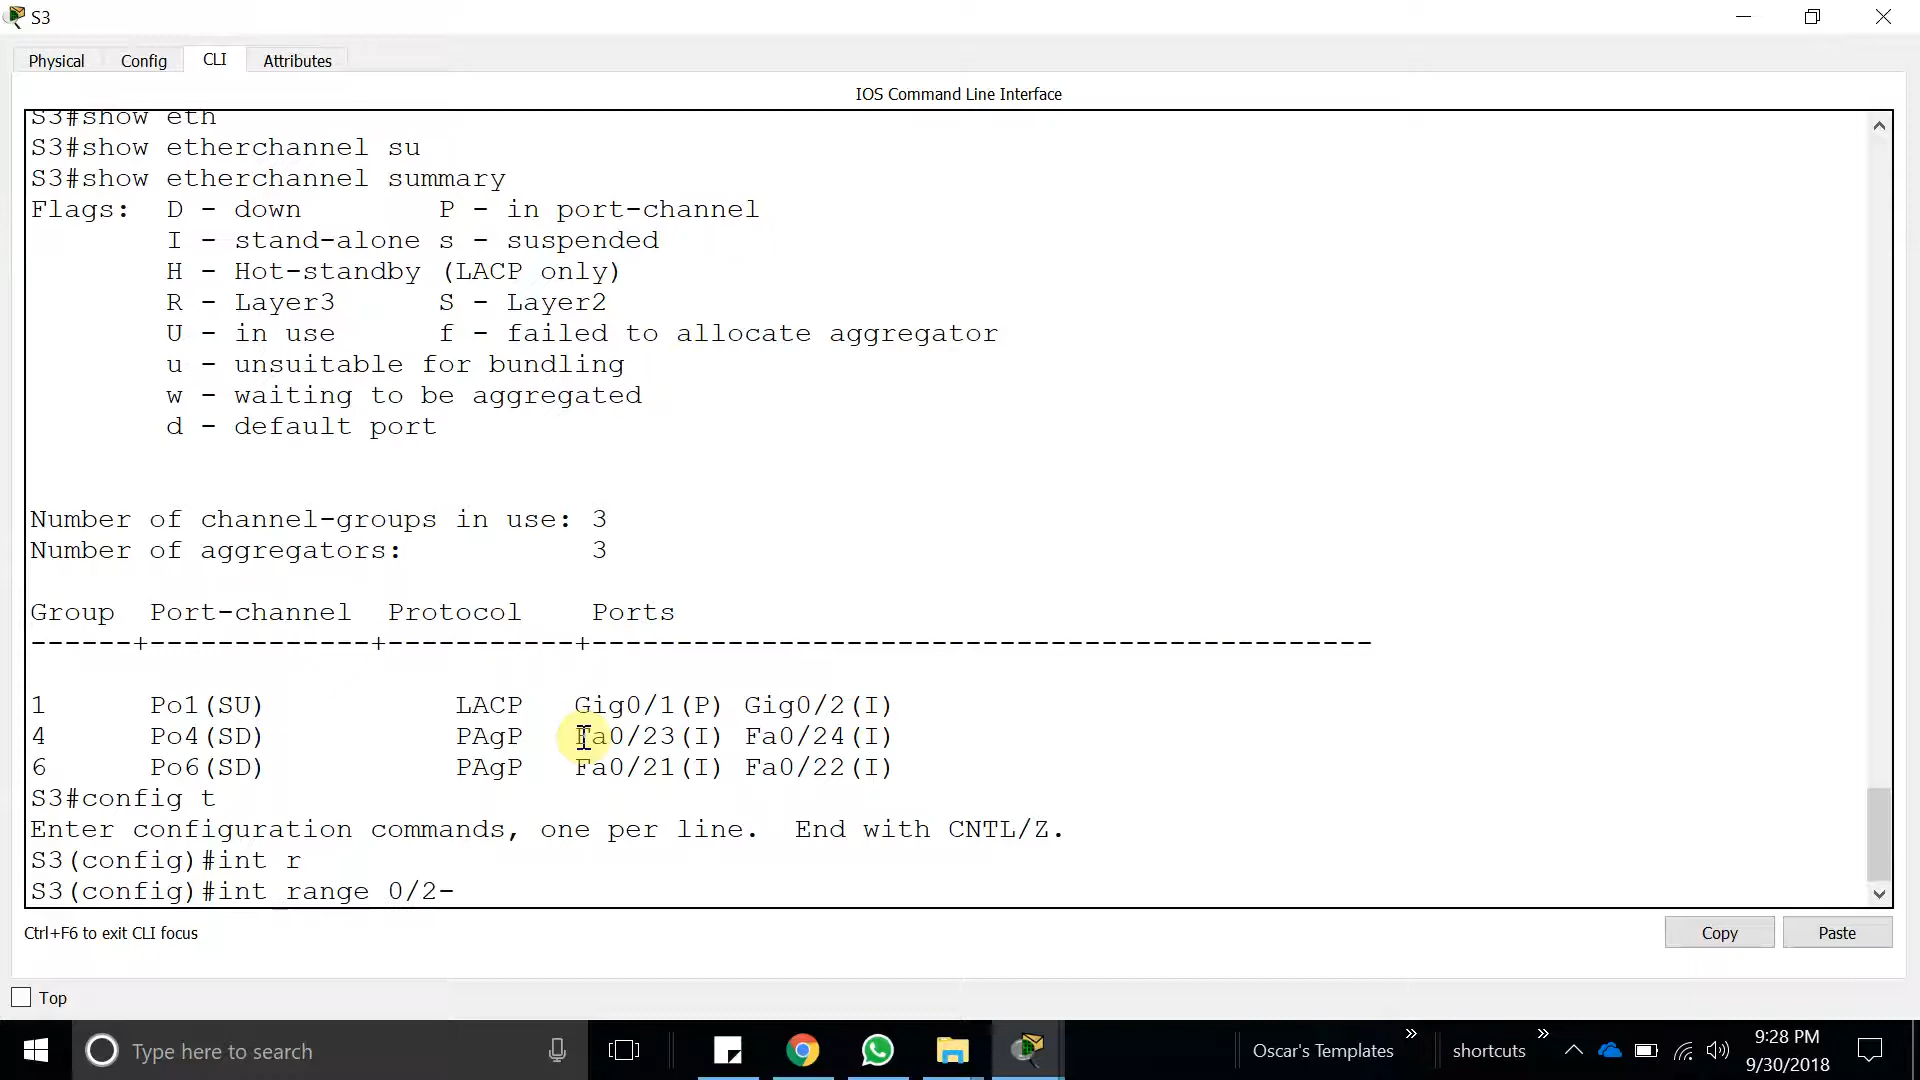 S3
Physical Config CLI Attributes
IOS Command Line Interface
S3#show eth
S3#show etherchannel su
S3#show etherchannel summary
Flags:  D - down        P - in port-channel
        I - stand-alone s - suspended
        H - Hot-standby (LACP only)
        R - Layer3      S - Layer2
        U - in use      f - failed to allocate aggregator
        u - unsuitable for bundling
        w - waiting to be aggregated
        d - default port
Number of channel-groups in use: 3
Number of aggregators:           3
Group  Port-channel  Protocol    Ports
------+-------------+-----------+----------------------------------------------
1      Po1(SU)           LACP   Gig0/1(P) Gig0/2(I)
4      Po4(SD)           PAgP   Fa0/23(I) Fa0/24(I)
6      Po6(SD)           PAgP   Fa0/21(I) Fa0/22(I)
S3#config t
Enter configuration commands, one per line.  End with CNTL/Z.
S3(config)#int r
S3(config)#int range 0/2-
Ctrl+F6 to exit CLI focus
Copy Paste
Top
Type here to search
Oscar's Templates
shortcuts
9:28 PM
9/30/2018